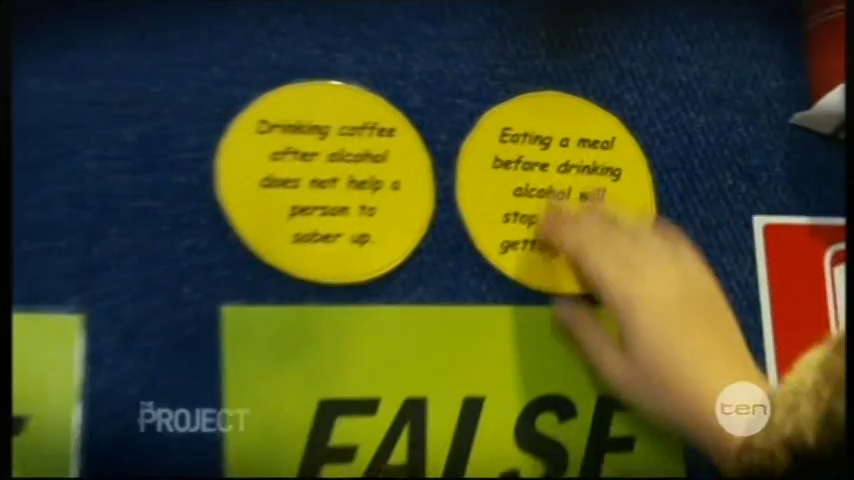 Drinking coffee
after alcohol
does not help a
person to
sober up.
Eating a meal
before drinking
alcohol will
stop
FALSE
THE
PROJECT
ten